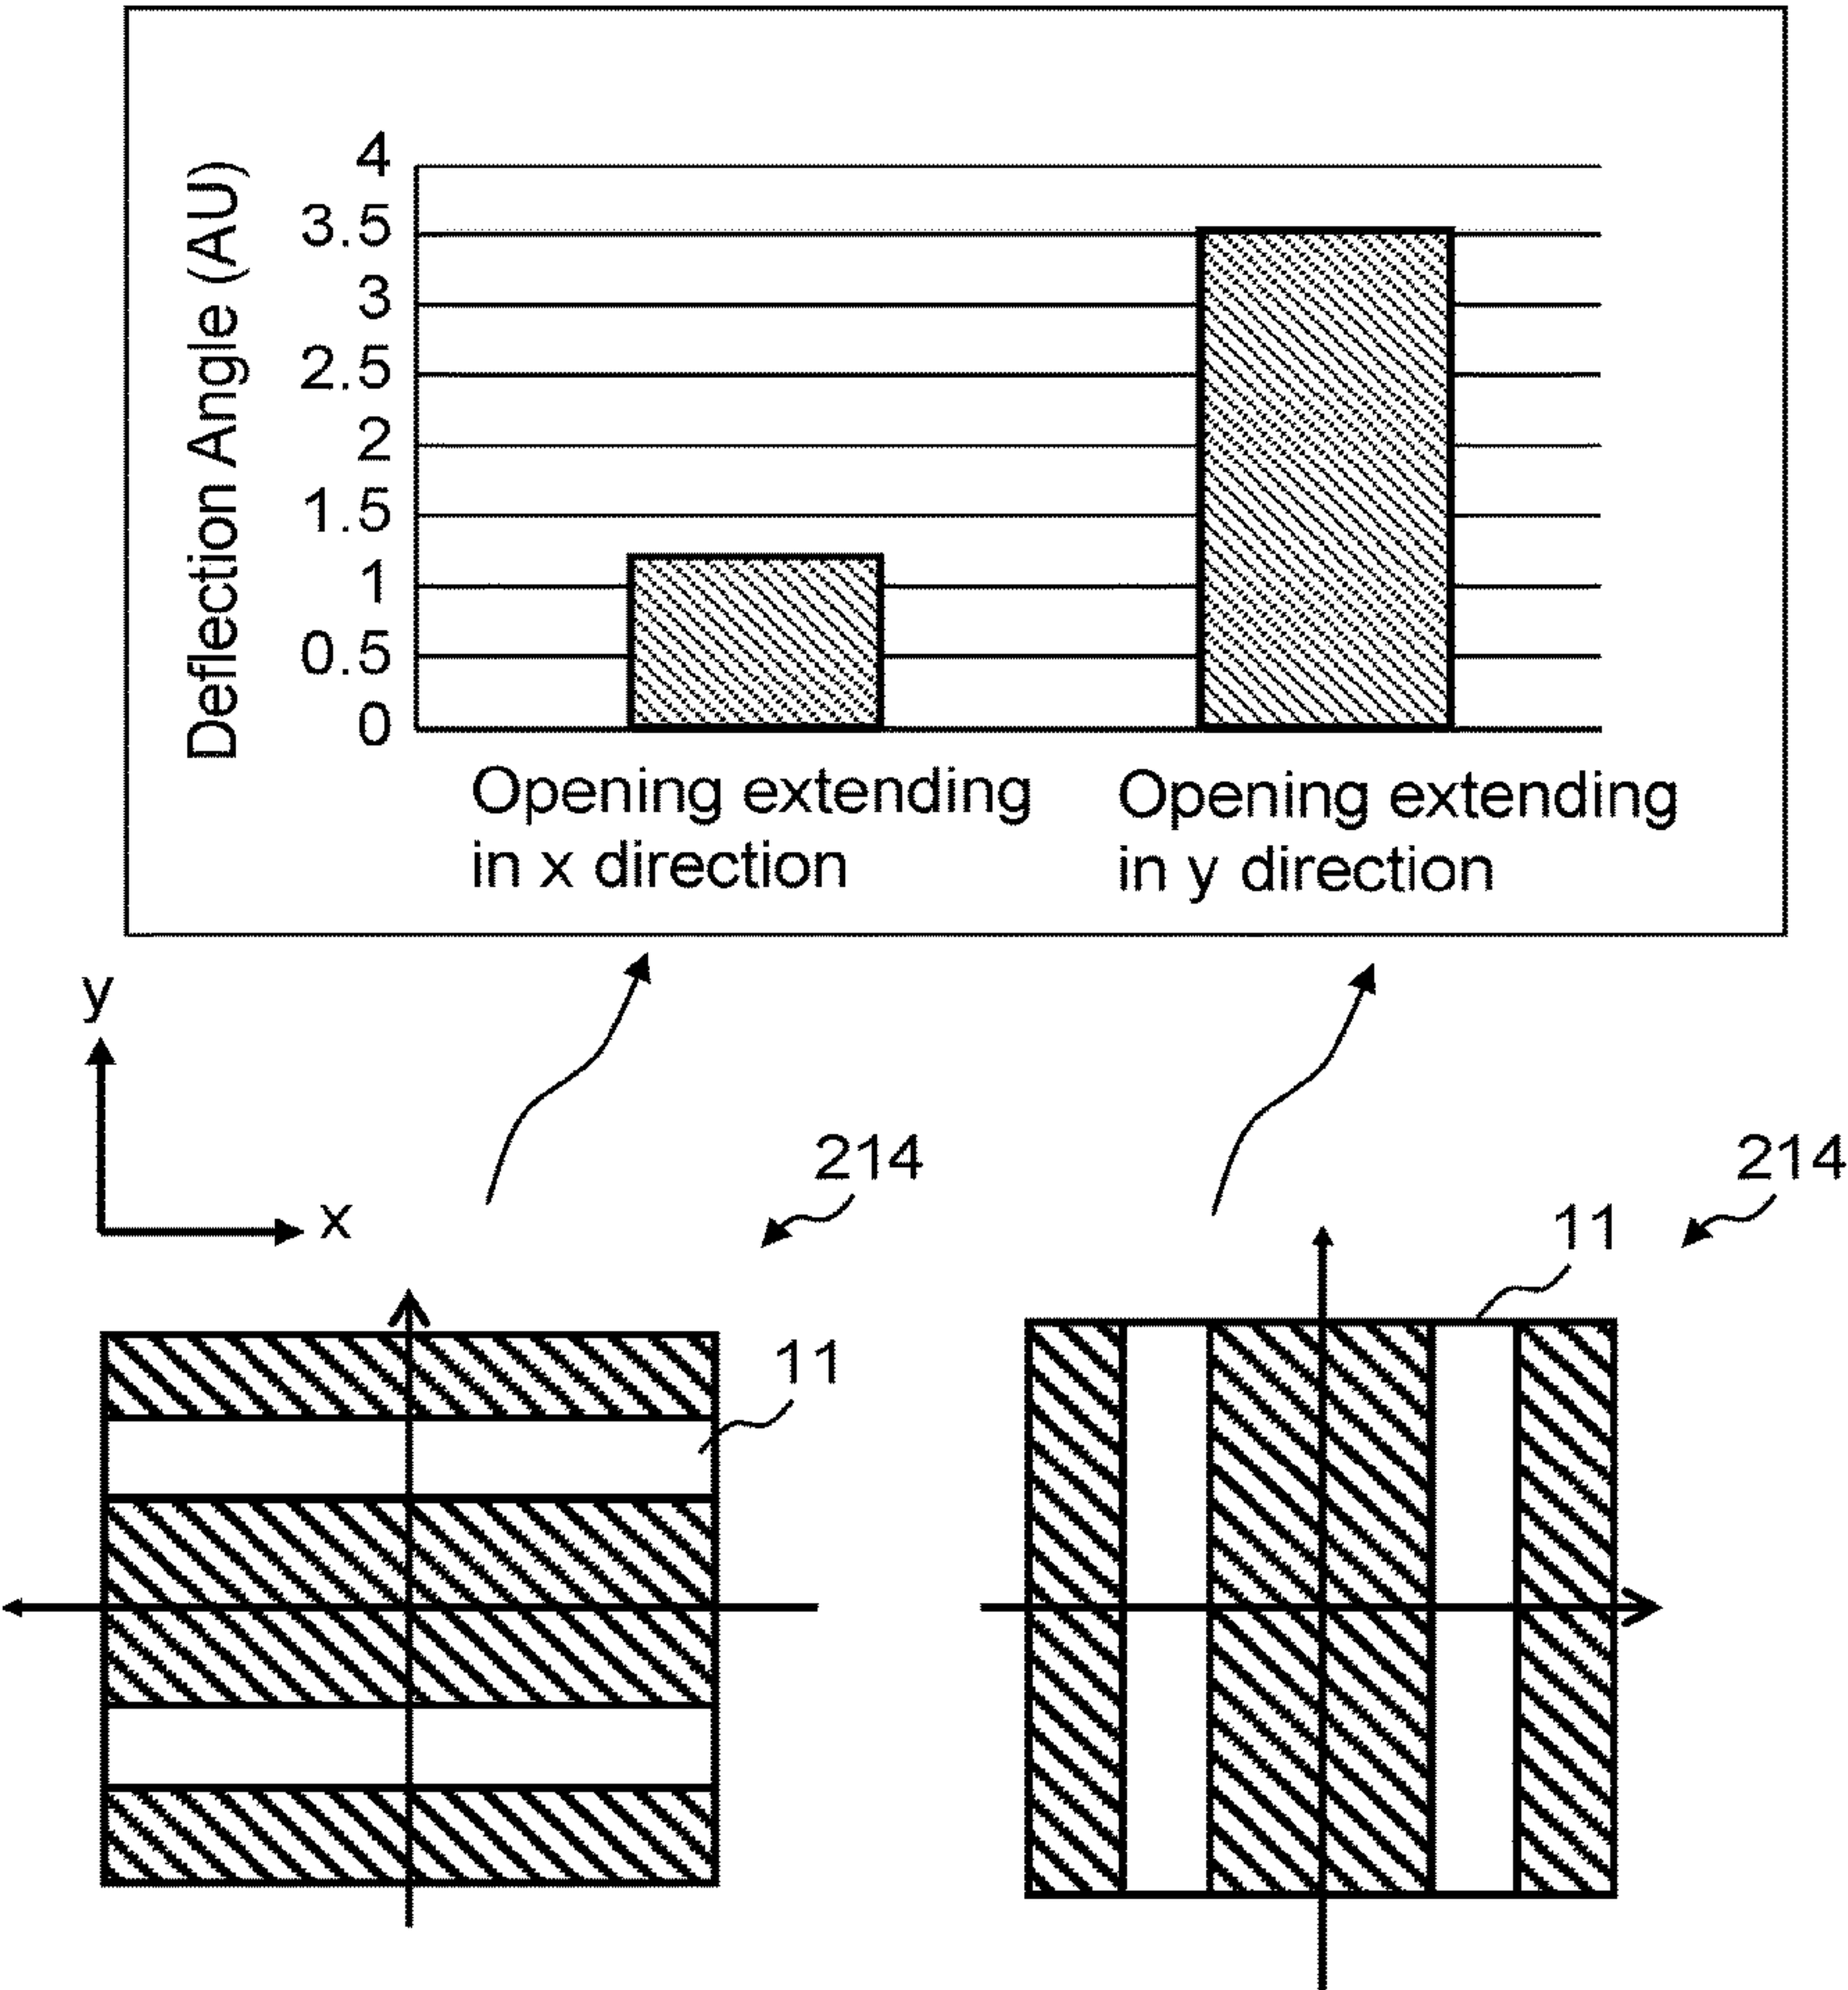 Deflection Angle (AU)
4
3.5
3
2.5
2
1.5
1
0.5
0
Opening extending
in x direction
Opening extending
in y direction
y
x
214
11
214
11